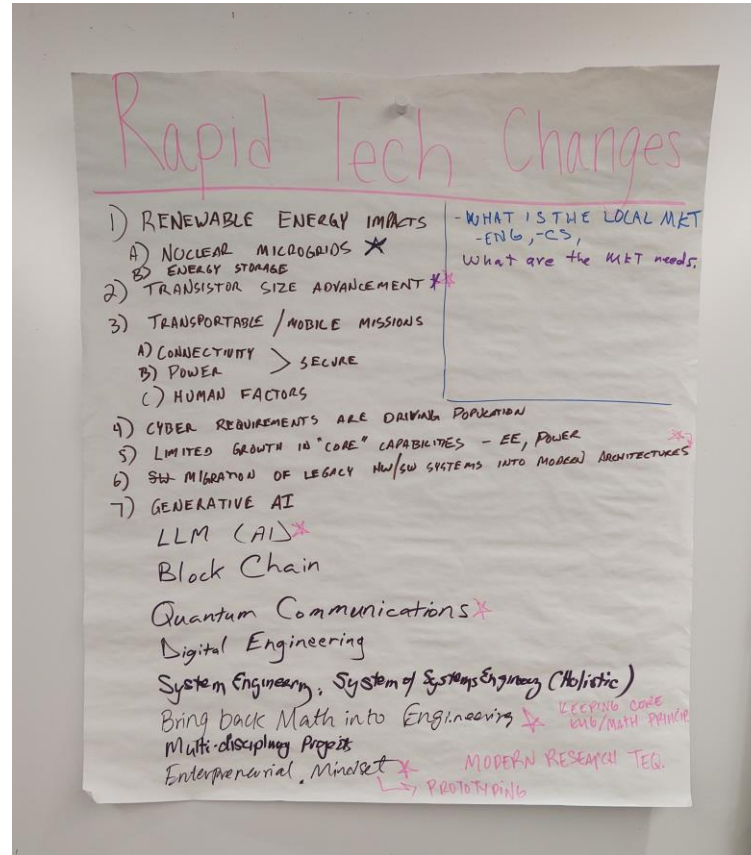 Rapid Tech Changes
1) RENEWABLE ENERGY IMPACTS
A) NUCLEAR MICROGRIDS
B) ENERGY STORAGE
2) TRANSISTOR SIZE ADVANCEMENT
3) TRANSPORTABLE / MOBILE MISSIONS
A) CONNECTIVITY
B) POWER > SECURE
C) HUMAN FACTORS
- WHAT IS THE LOCAL MKT
-ENG, -CS,
What are the MKT needs.
4) CYBER REQUIREMENTS ARE DRIVING POPULATION
5) LIMITED GROWTH IN "CORE" CAPABILITIES - EE, POWER
6) SW MIGRATION OF LEGACY HW/SW SYSTEMS INTO MODERN ARCHITECTURES
7) GENERATIVE AI
LLM (AI)
Block Chain
Quantum Communications
Digital Engineering
System Engineering, System of Systems (Holistic)
Bring back Math into Engineering
KEEPING CORE
ENG/MATH PRINCIP
Multi-disciplinary Projects
MODERN RESEARCH TEQ.
Enterpreneurial Mindset
PROTOTYPING